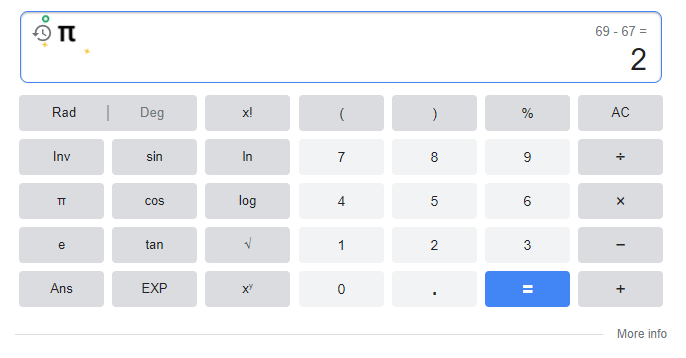 π 69 - 67 =
2
Rad | Deg x! ( ) % AC
Inv sin ln 7 8 9 ÷
π cos log 4 5 6 ×
e tan √ 1 2 3 −
Ans EXP xʸ 0 . = +
More info